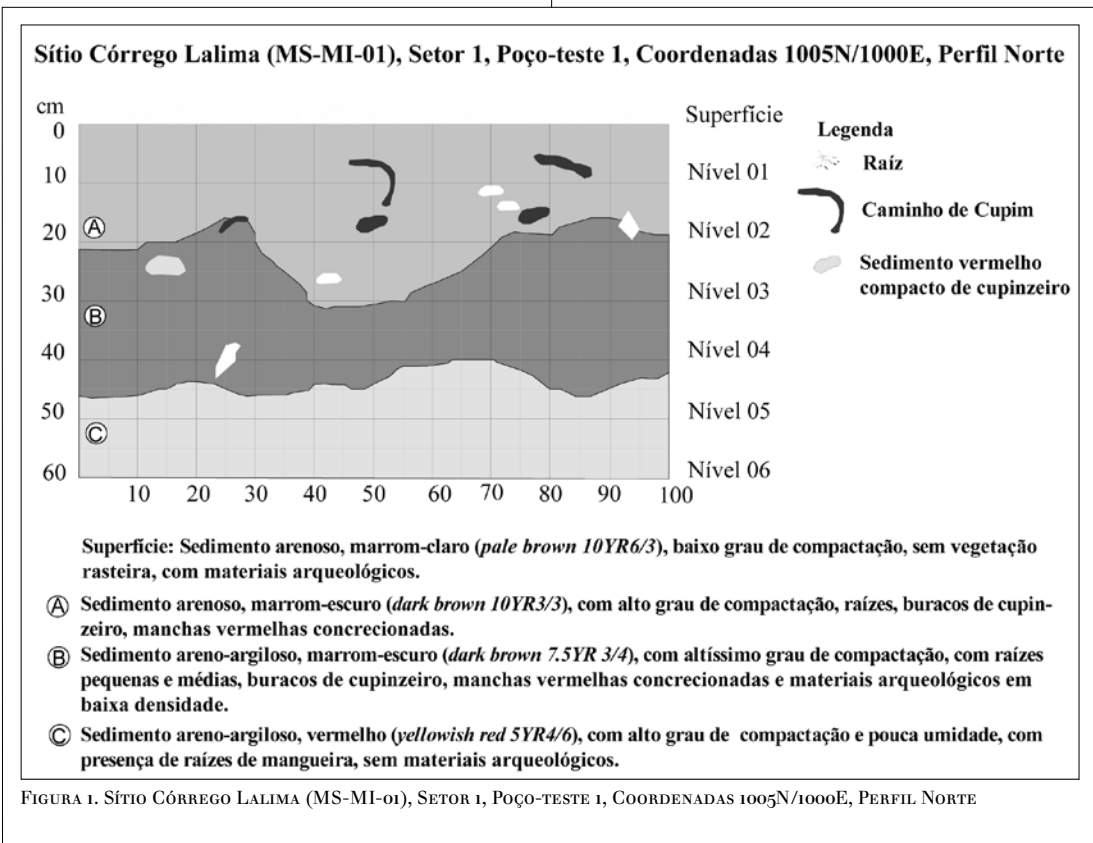 Sítio Córrego Lalima (MS-MI-01), Setor 1, Poço-teste 1, Coordenadas 1005N/1000E, Perfil Norte
cm
0
10
20
30
40
50
60
A
B
C
10 20 30 40 50 60 70 80 90 100
Superfície
Nível 01
Nível 02
Nível 03
Nível 04
Nível 05
Nível 06
Legenda
Raíz
Caminho de Cupim
Sedimento vermelho
compacto de cupinzeiro
Superfície: Sedimento arenoso, marrom-claro (pale brown 10YR6/3), baixo grau de compactação, sem vegetação
rasteira, com materiais arqueológicos.
A Sedimento arenoso, marrom-escuro (dark brown 10YR3/3), com alto grau de compactação, raízes, buracos de cupin-
zeiro, manchas vermelhas concrecionadas.
B Sedimento areno-argiloso, marrom-escuro (dark brown 7.5YR 3/4), com altíssimo grau de compactação, com raízes
pequenas e médias, buracos de cupinzeiro, manchas vermelhas concrecionadas e materiais arqueológicos em
baixa densidade.
C Sedimento areno-argiloso, vermelho (yellowish red 5YR4/6), com alto grau de compactação e pouca umidade, com
presença de raízes de mangueira, sem materiais arqueológicos.
Figura 1. Sítio Córrego Lalima (MS-MI-01), Setor 1, Poço-teste 1, Coordenadas 1005N/1000E, Perfil Norte